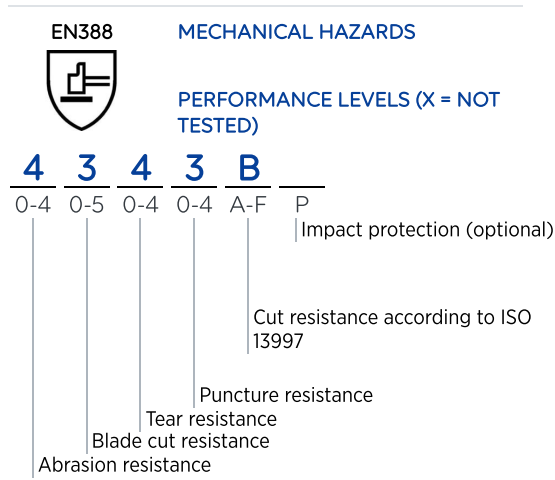 EN388
MECHANICAL HAZARDS
PERFORMANCE LEVELS (X = NOT
TESTED)
4 3 4 3 B
0-4 0-5 0-4 0-4 A-F P
Impact protection (optional)
Cut resistance according to ISO
13997
Puncture resistance
Tear resistance
Blade cut resistance
Abrasion resistance